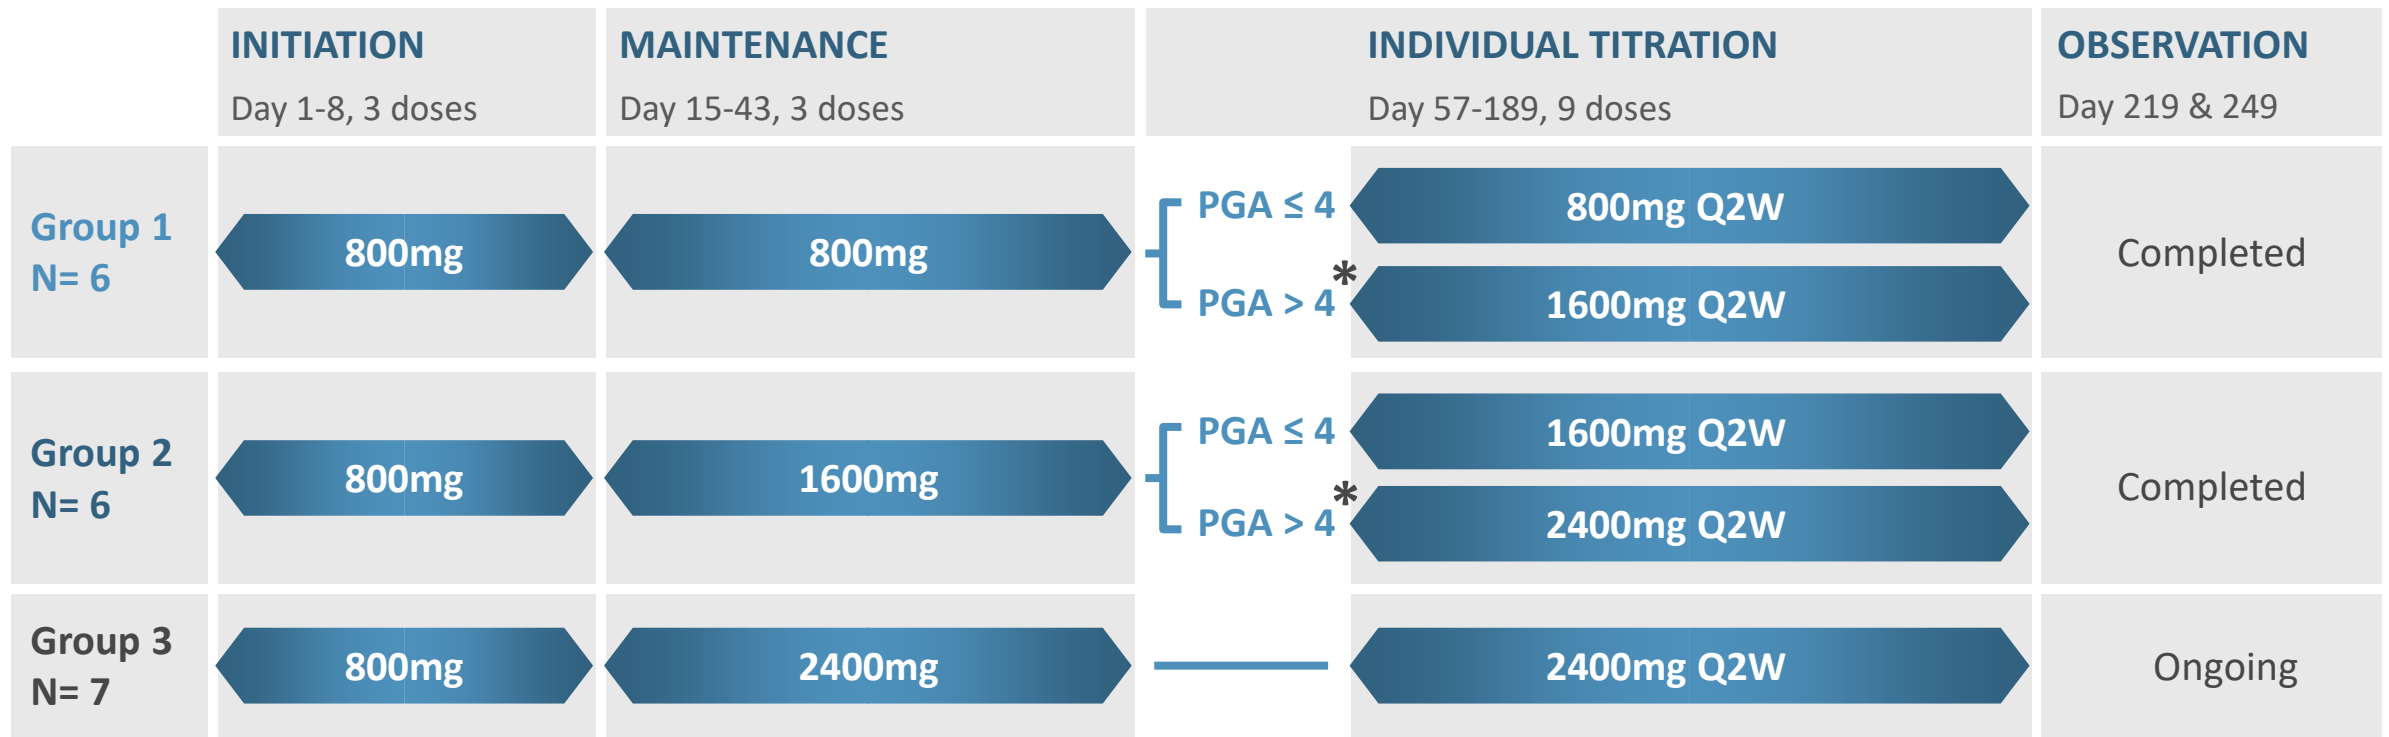 INITIATION
Day 1-8, 3 doses
MAINTENANCE
Day 15-43, 3 doses
INDIVIDUAL TITRATION
Day 57-189, 9 doses
OBSERVATION
Day 219 & 249
Group 1
N= 6
800mg
800mg
PGA ≤ 4
800mg Q2W
PGA > 4*
1600mg Q2W
Completed
Group 2
N= 6
800mg
1600mg
PGA ≤ 4
1600mg Q2W
PGA > 4*
2400mg Q2W
Completed
Group 3
N= 7
800mg
2400mg
2400mg Q2W
Ongoing